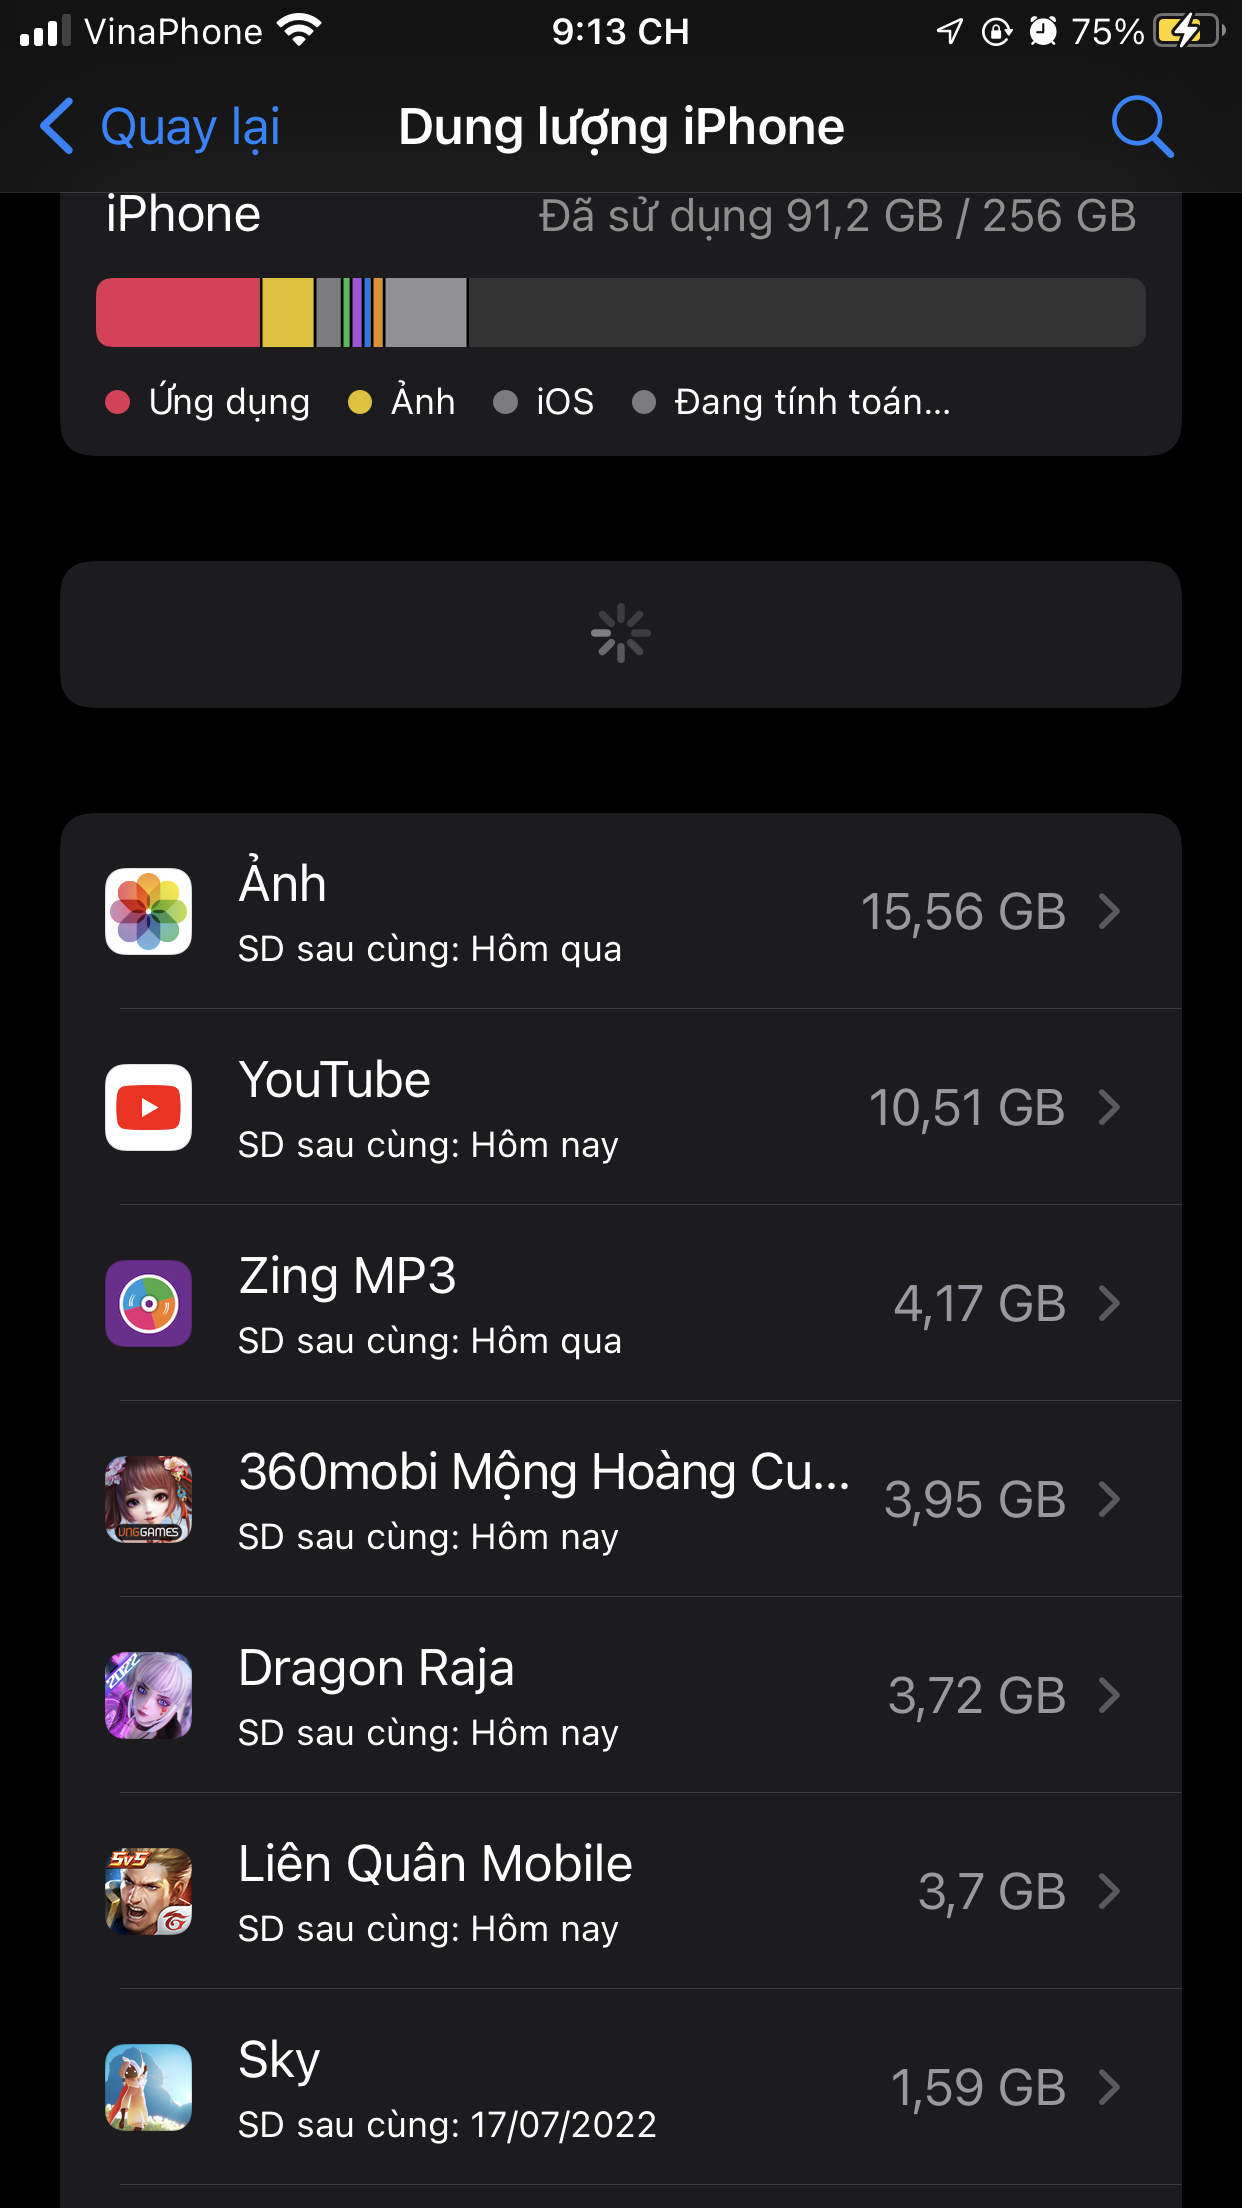 VinaPhone 9:13 CH 75%
Quay lại Dung lượng iPhone
iPhone Đã sử dụng 91,2 GB / 256 GB
Ứng dụng Ảnh iOS Đang tính toán...
Ảnh
15,56 GB
SD sau cùng: Hôm qua
YouTube
10,51 GB
SD sau cùng: Hôm nay
Zing MP3
4,17 GB
SD sau cùng: Hôm qua
360mobi Mộng Hoàng Cu...
3,95 GB
UNGGAMES
SD sau cùng: Hôm nay
2022
Dragon Raja
3,72 GB
SD sau cùng: Hôm nay
5v5
Liên Quân Mobile
3,7 GB
SD sau cùng: Hôm nay
Sky
1,59 GB
SD sau cùng: 17/07/2022